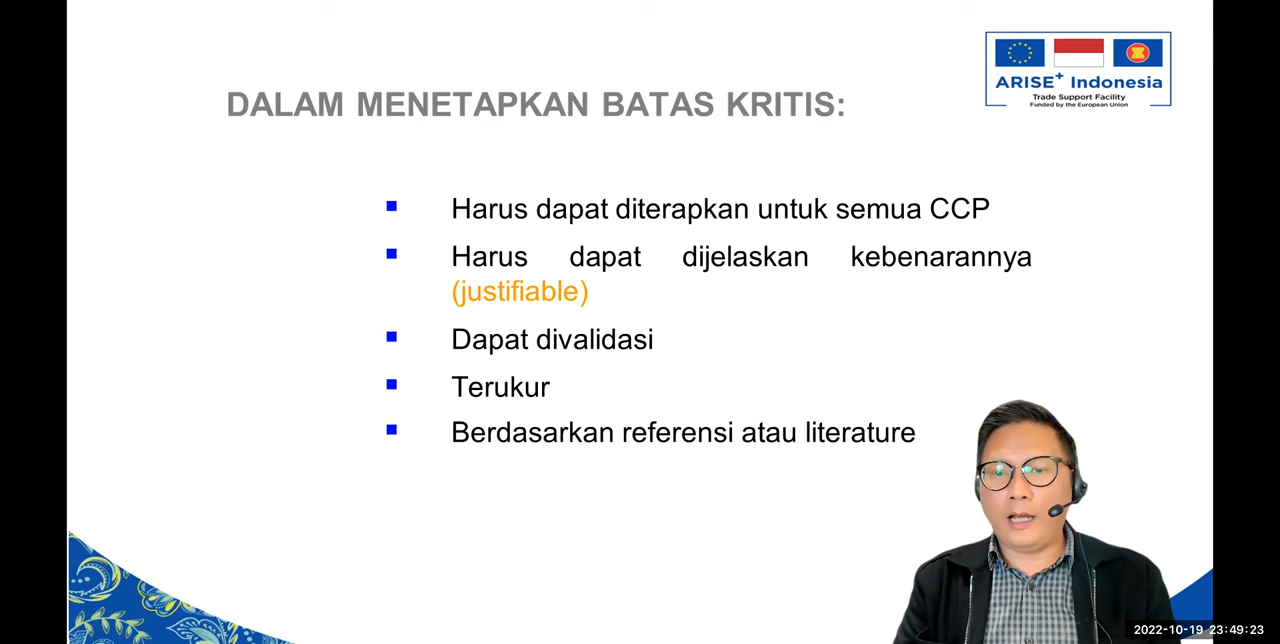 ARISE+ Indonesia
Trade Support Facility
Funded by the European Union
DALAM MENETAPKAN BATAS KRITIS:
Harus dapat diterapkan untuk semua CCP
Harus dapat dijelaskan kebenarannya
(justifiable)
Dapat divalidasi
Terukur
Berdasarkan referensi atau literature
2022-10-19 23:49:23